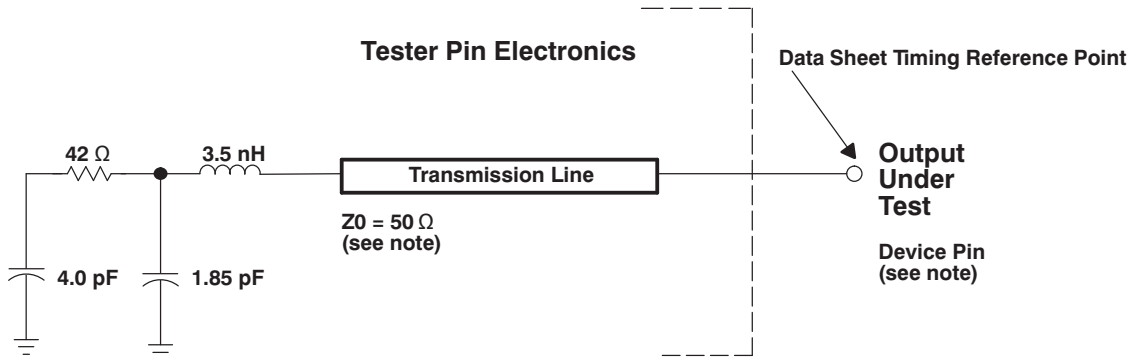 Tester Pin Electronics
Data Sheet Timing Reference Point
42 Ω
3.5 nH
Transmission Line
Output
Under
Test
Z0 = 50 Ω
(see note)
Device Pin
(see note)
4.0 pF
1.85 pF